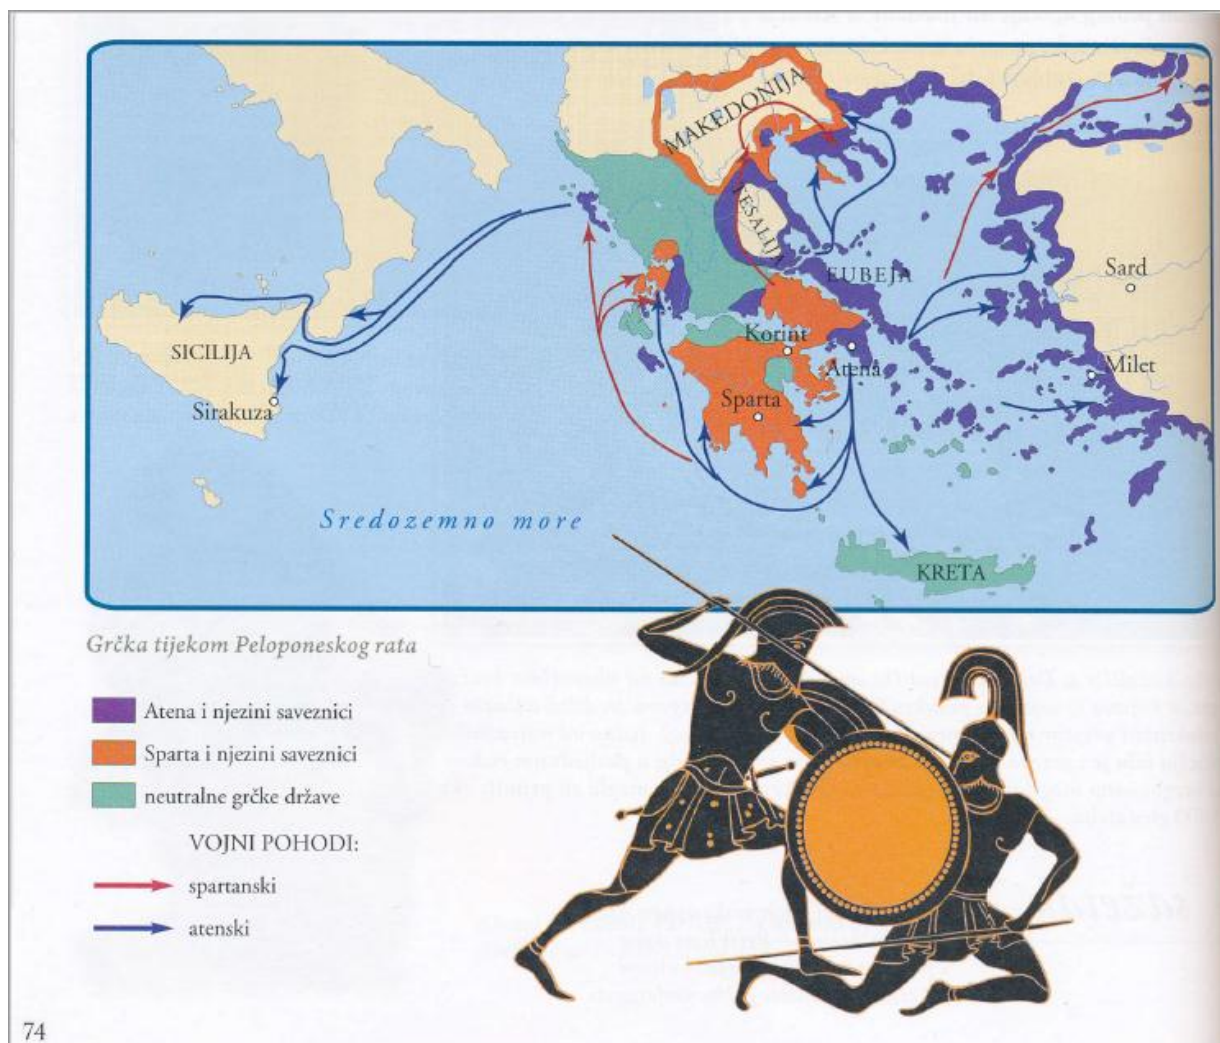 MAKEDONIJA
TESALIJA
EUBEJA
Sard
SICILIJA
Korint
Atena
Milet
Sirakuza
Sparta
Sredozemno more
KRETA
Grčka tijekom Peloponeskog rata
Atena i njezini saveznici
Sparta i njezini saveznici
neutralne grčke države
VOJNI POHODI:
spartanski
atenski
74